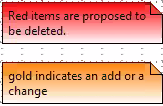 Red items are proposed to
be deleted.
gold indicates an add or a
change